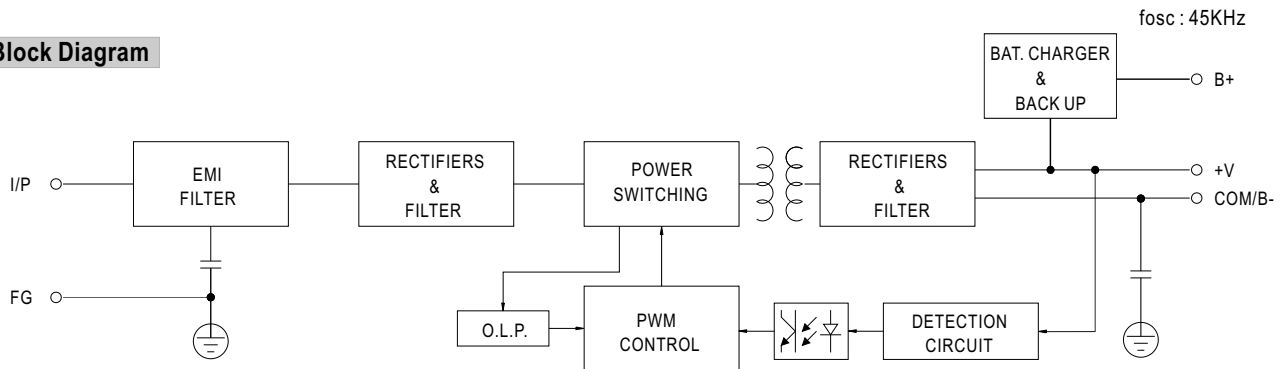 fosc : 45KHz
Block Diagram
BAT. CHARGER
&
BACK UP
B+
I/P
EMI
FILTER
RECTIFIERS
&
FILTER
POWER
SWITCHING
RECTIFIERS
&
FILTER
+V
COM/B-
FG
O.L.P.
PWM
CONTROL
DETECTION
CIRCUIT